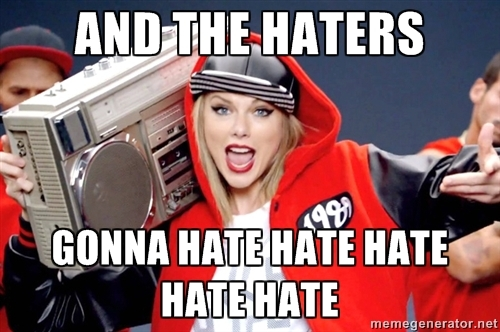 AND THE HATERS
1989
GONNA HATE HATE HATE
HATE HATE
memegenerator.net